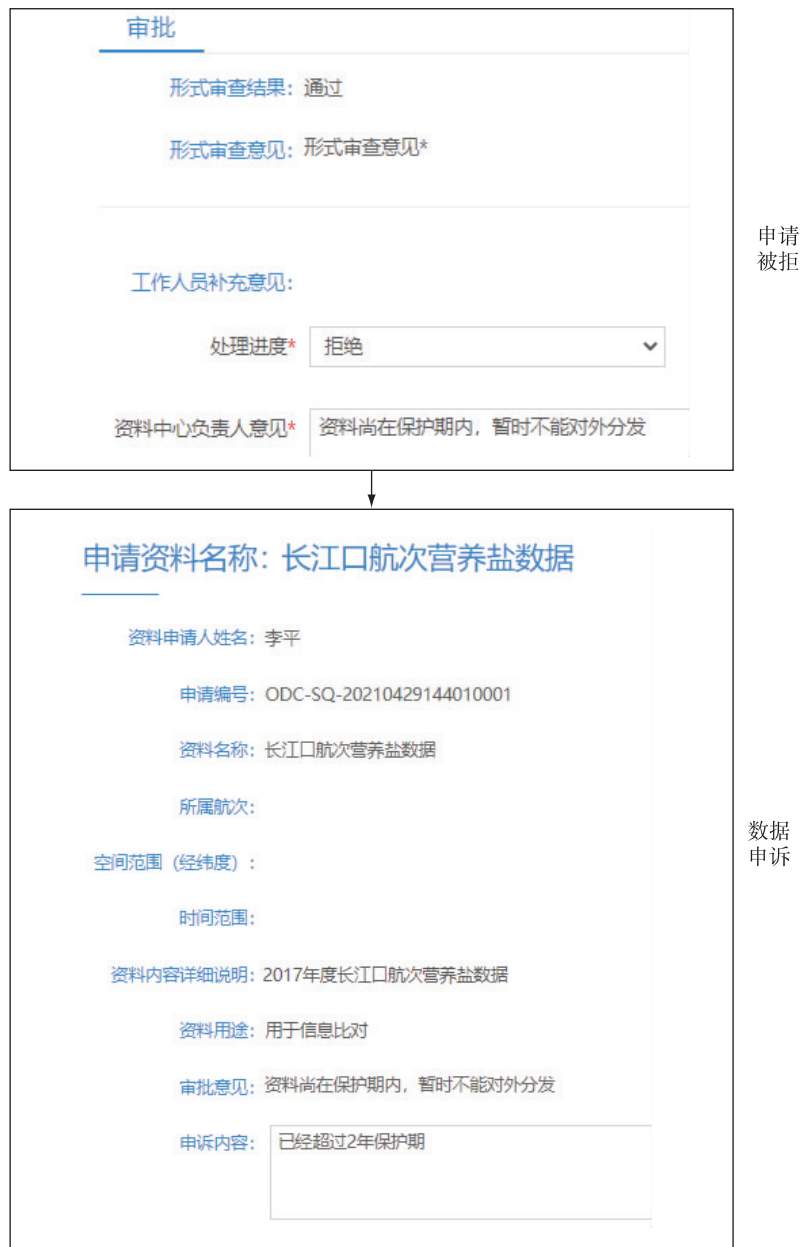 审批
形式审查结果：通过
形式审查意见：形式审查意见*
申请
被拒
工作人员补充意见：
处理进度* 拒绝
资料中心负责人意见* 资料尚在保护期内，暂时不能对外分发
申请资料名称：长江口航次营养盐数据
资料申请人姓名：李平
申请编号：ODC-SQ-20210429144010001
资料名称：长江口航次营养盐数据
所属航次：
数据
申诉
空间范围（经纬度）：
时间范围：
资料内容详细说明：2017年度长江口航次营养盐数据
资料用途：用于信息比对
审批意见：资料尚在保护期内，暂时不能对外分发
申诉内容：已经超过2年保护期